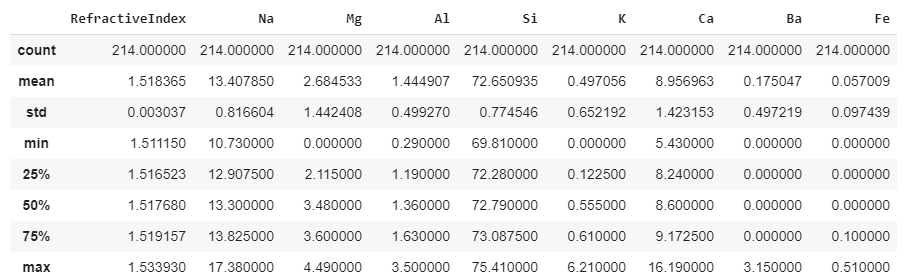 RefractiveIndex Na Mg Al Si K Ca Ba Fe
count 214.000000 214.000000 214.000000 214.000000 214.000000 214.000000 214.000000 214.000000 214.000000
mean 1.518365 13.407850 2.684533 1.444907 72.650935 0.497056 8.956963 0.175047 0.057009
std 0.003037 0.816604 1.442408 0.499270 0.774546 0.652192 1.423153 0.497219 0.097439
min 1.511150 10.730000 0.000000 0.290000 69.810000 0.000000 5.430000 0.000000 0.000000
25% 1.516523 12.907500 2.115000 1.190000 72.280000 0.122500 8.240000 0.000000 0.000000
50% 1.517680 13.300000 3.480000 1.360000 72.790000 0.555000 8.600000 0.000000 0.000000
75% 1.519157 13.825000 3.600000 1.630000 73.087500 0.610000 9.172500 0.000000 0.100000
max 1.533930 17.380000 4.490000 3.500000 75.410000 6.210000 16.190000 3.150000 0.510000